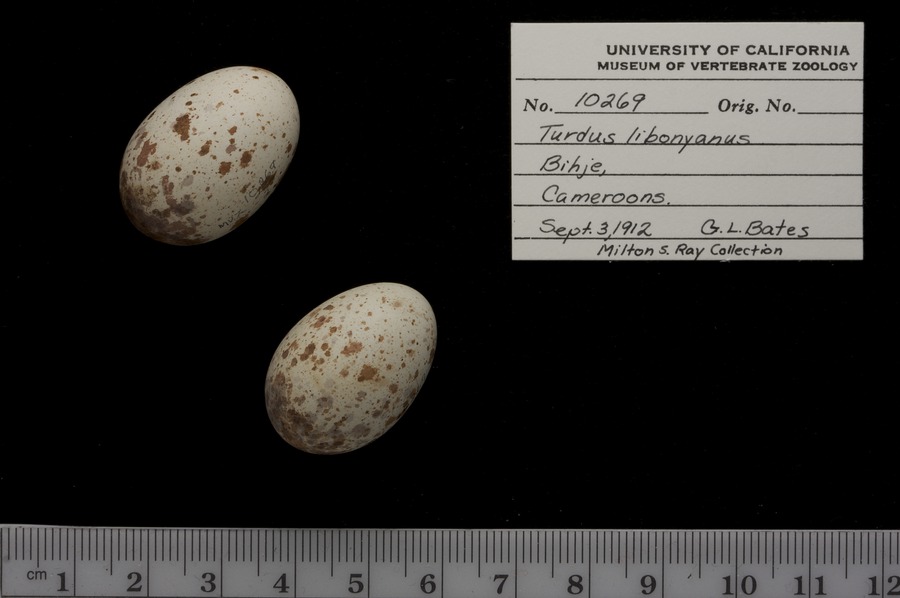 UNIVERSITY OF CALIFORNIA
MUSEUM OF VERTEBRATE ZOOLOGY
No. 10269 Orig. No.
Turdus libonyanus
Bihje,
Cameroons.
Sept. 3, 1912 G. L. Bates
Milton S. Ray Collection
cm 1 2 3 4 5 6 7 8 9 10 11 12